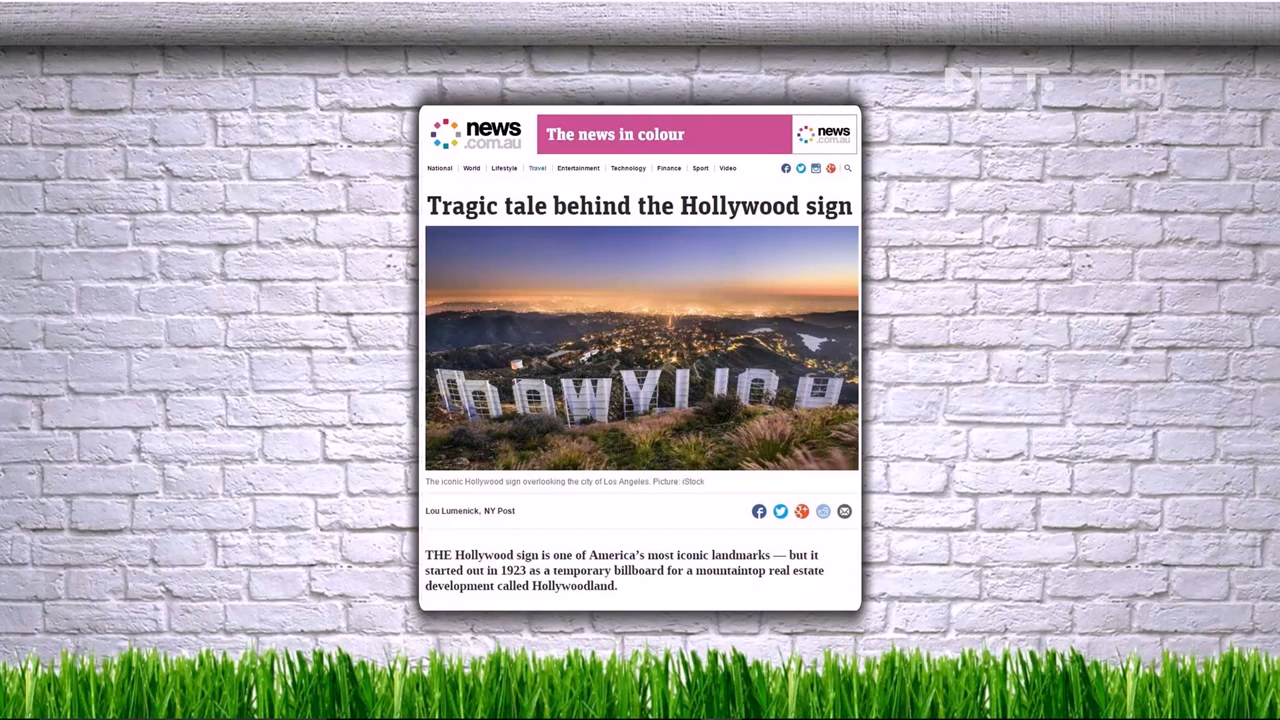 NET. HD
news
.com.au
The news in colour
news
.com.au
National World Lifestyle Travel Entertainment Technology Finance Sport Video
Tragic tale behind the Hollywood sign
The iconic Hollywood sign overlooking the city of Los Angeles. Picture: iStock
Lou Lumenick, NY Post
THE Hollywood sign is one of America’s most iconic landmarks — but it
started out in 1923 as a temporary billboard for a mountaintop real estate
development called Hollywoodland.